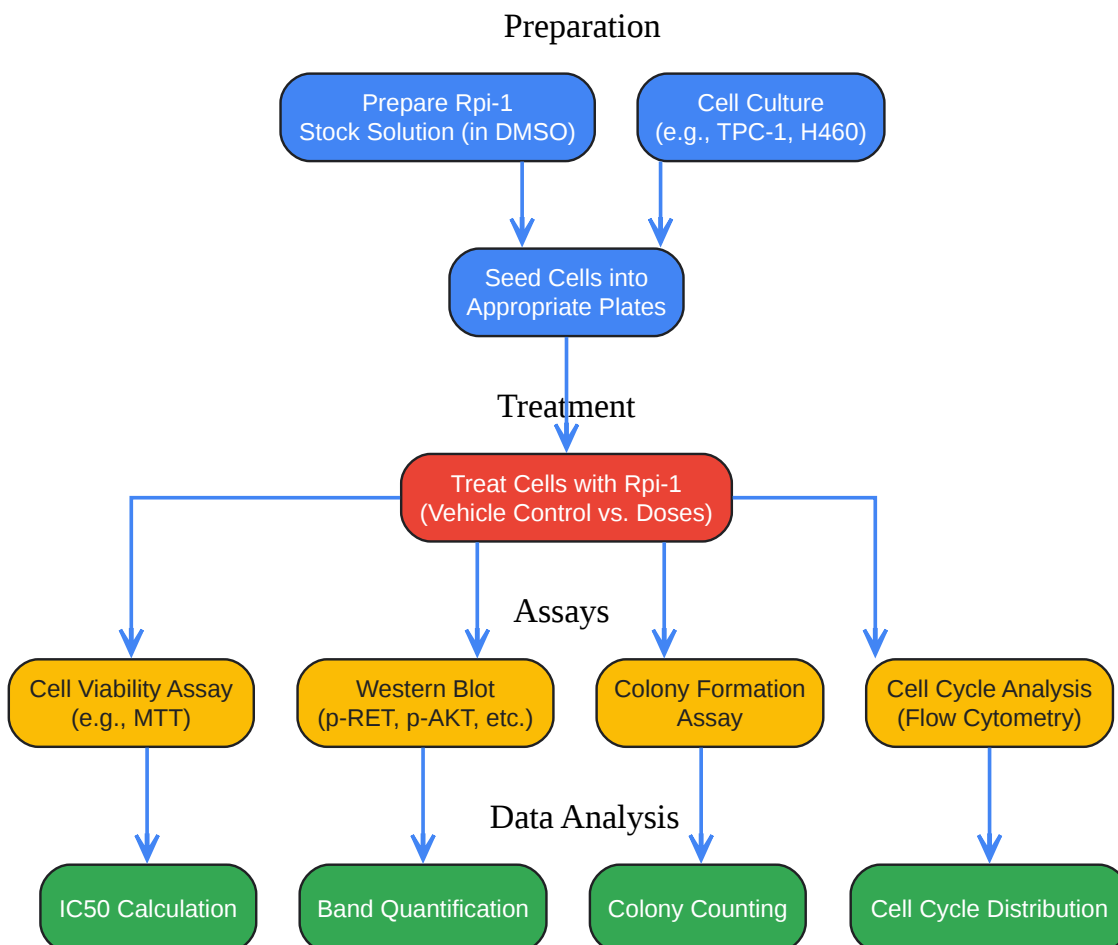 Preparation
Prepare Rpi-1
Stock Solution (in DMSO)
Cell Culture
(e.g., TPC-1, H460)
Seed Cells into
Appropriate Plates
Treatment
Treat Cells with Rpi-1
(Vehicle Control vs. Doses)
Assays
Cell Viability Assay
(e.g., MTT)
Western Blot
(p-RET, p-AKT, etc.)
Colony Formation
Assay
Cell Cycle Analysis
(Flow Cytometry)
Data Analysis
IC50 Calculation
Band Quantification
Colony Counting
Cell Cycle Distribution